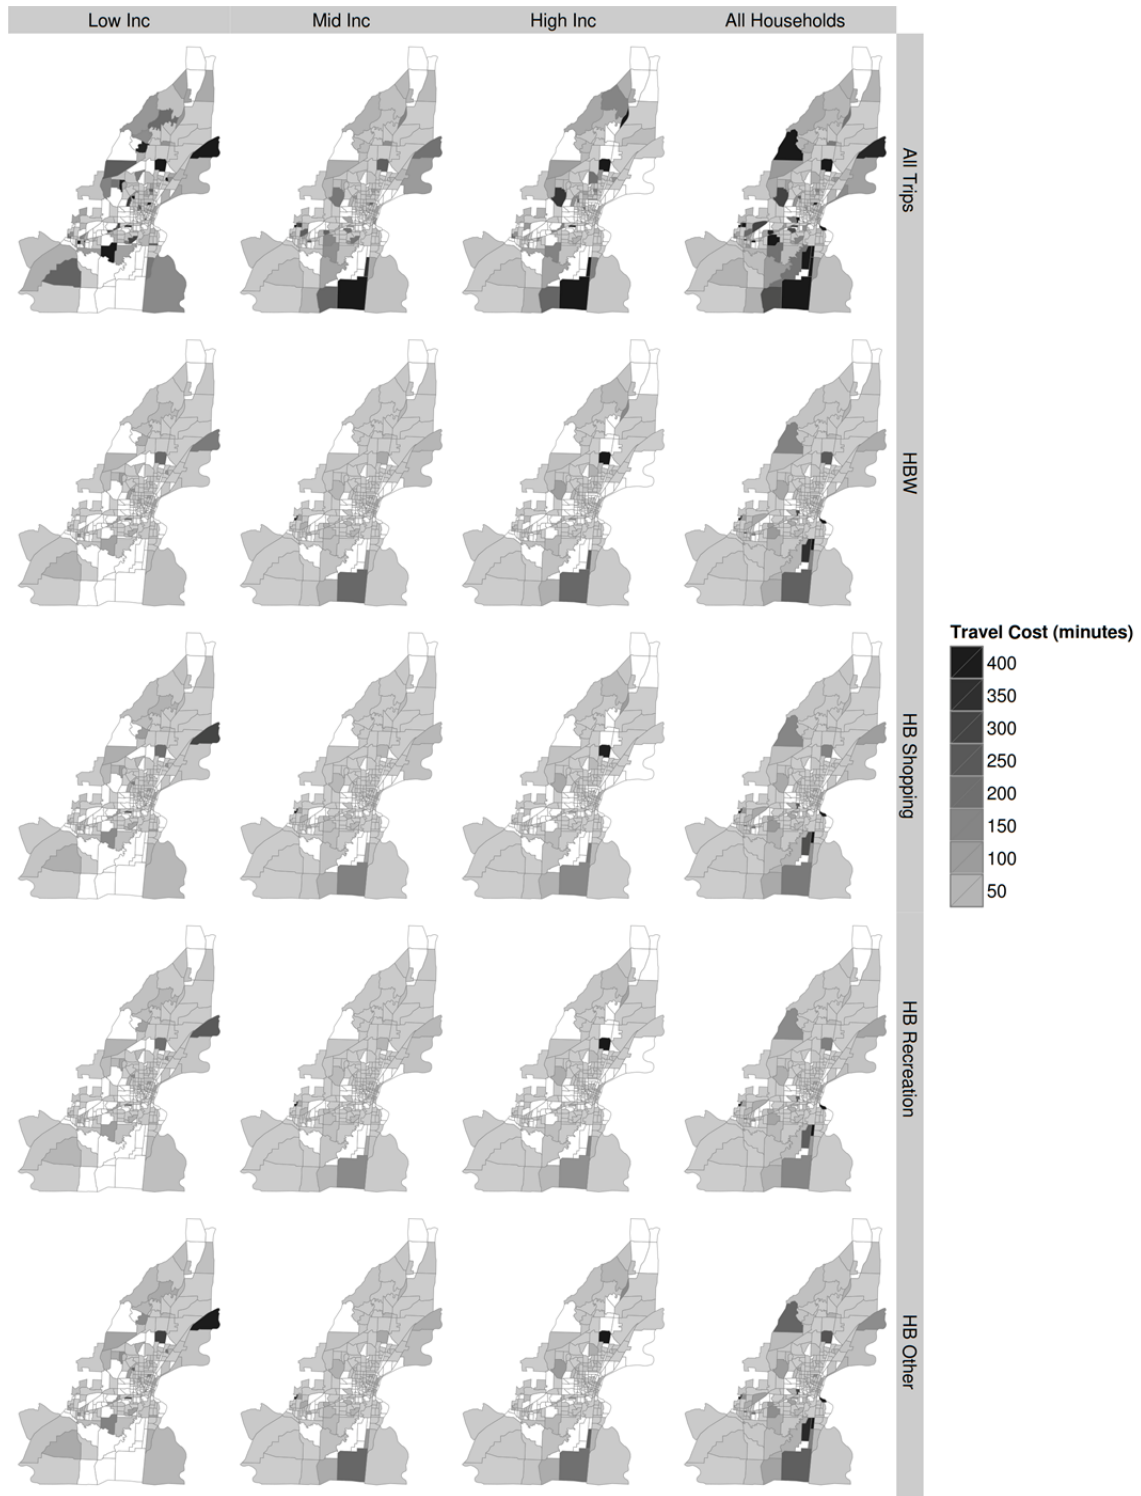 Low Inc
Mid Inc
High Inc
All Households
All Trips
HBW
HB Shopping
HB Recreation
HB Other
Travel Cost (minutes)
400
350
300
250
200
150
100
50